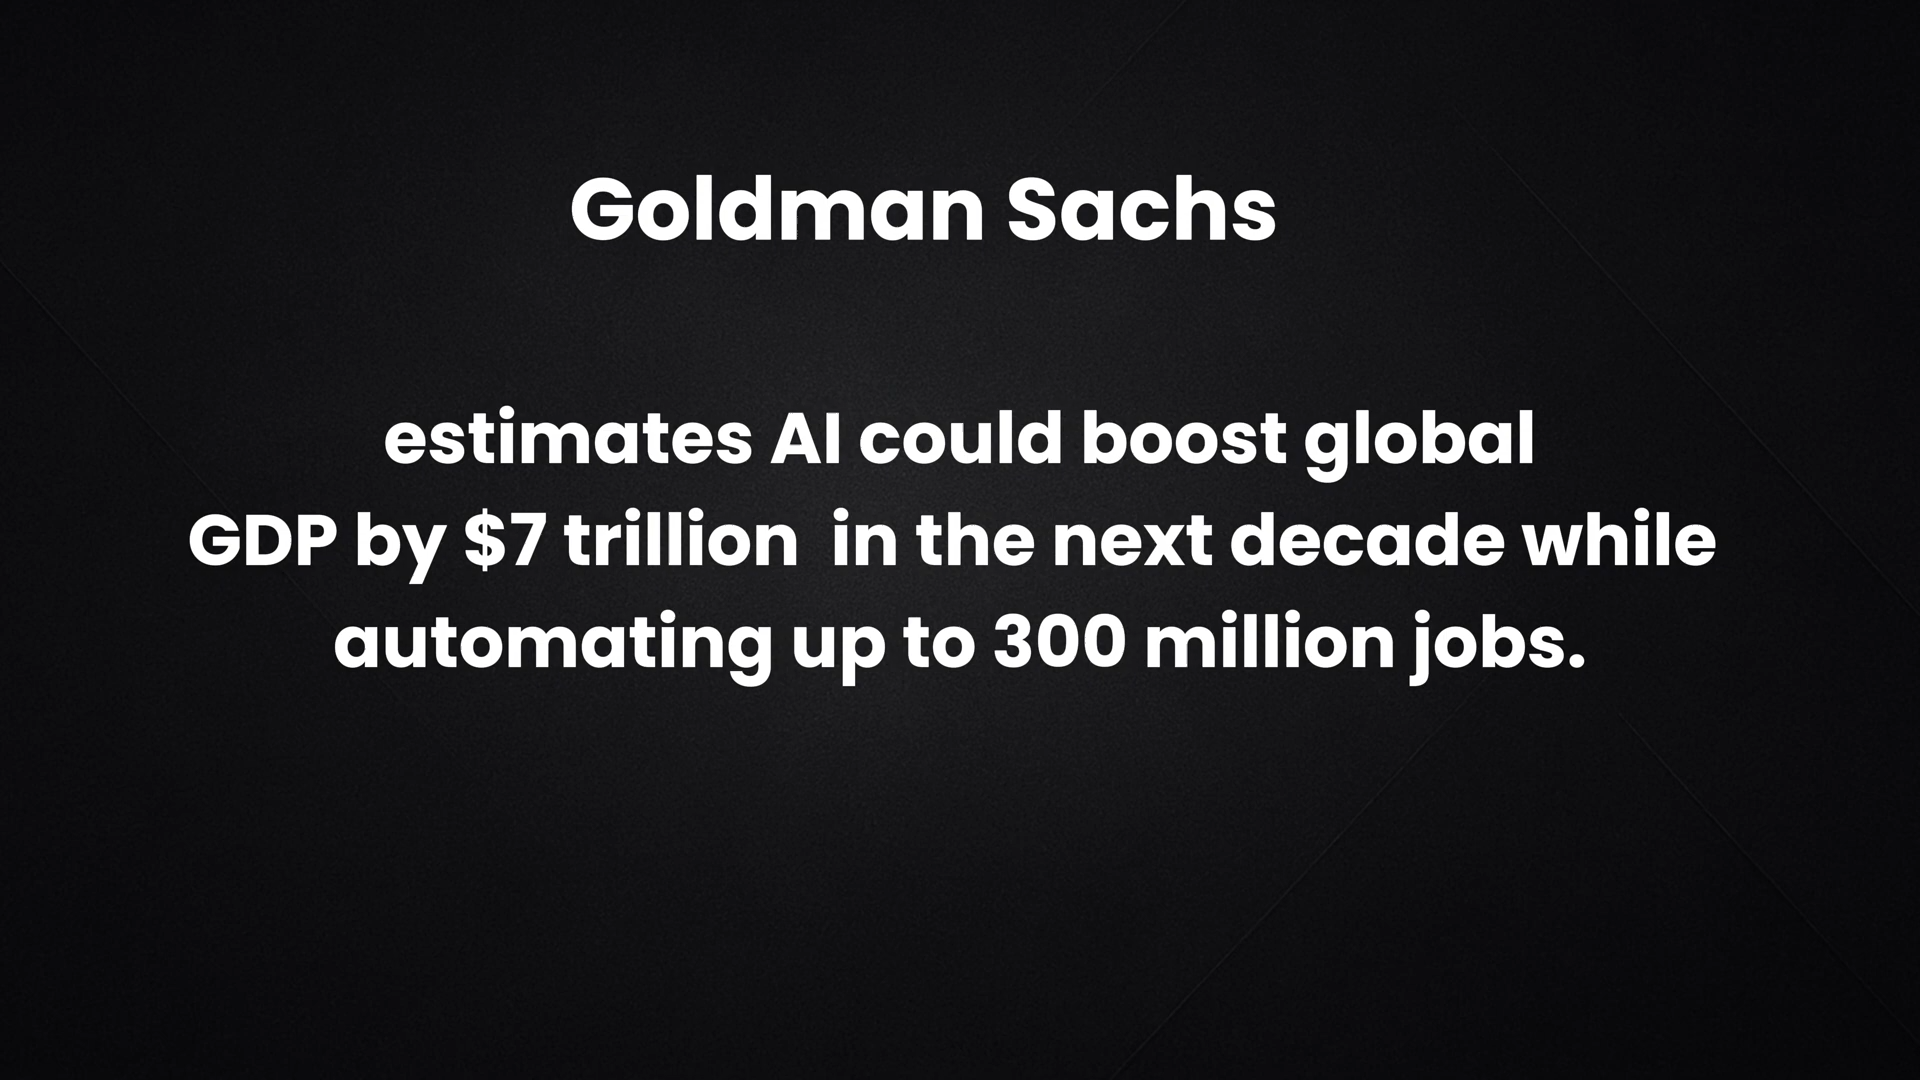 Goldman Sachs
estimates AI could boost global
GDP by $7 trillion  in the next decade while
automating up to 300 million jobs.